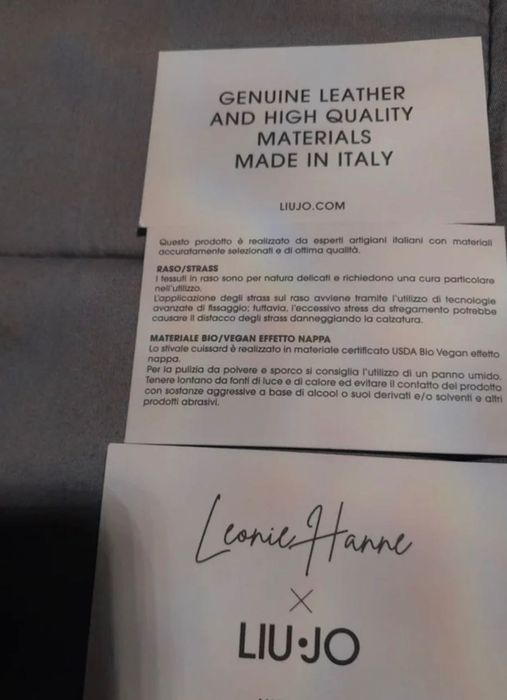 GENUINE LEATHER
AND HIGH QUALITY
MATERIALS
MADE IN ITALY
LIUJO.COM
Questo prodotto è realizzato da esperti artigiani italiani con materiali
accuratamente selezionati e di ottima qualità.
RASO/STRASS
I tessuti in raso sono per natura delicati e richiedono una cura particolare
nell'utilizzo.
L'applicazione degli strass sul raso avviene tramite l'utilizzo di tecnologie
avanzate di fissaggio; tuttavia, l'eccessivo stress da sfregamento potrebbe
causare il distacco degli strass danneggiando la calzatura.
MATERIALE BIO/VEGAN EFFETTO NAPPA
Lo stivale cuissard è realizzato in materiale certificato USDA Bio Vegan effetto
nappa.
Per la pulizia da polvere e sporco si consiglia l'utilizzo di un panno umido.
Tenere lontano da fonti di luce e di calore ed evitare il contatto del prodotto
con sostanze aggressive a base di alcool o suoi derivati e/o solventi e altri
prodotti abrasivi.
Leonie Hanne
×
LIU•JO